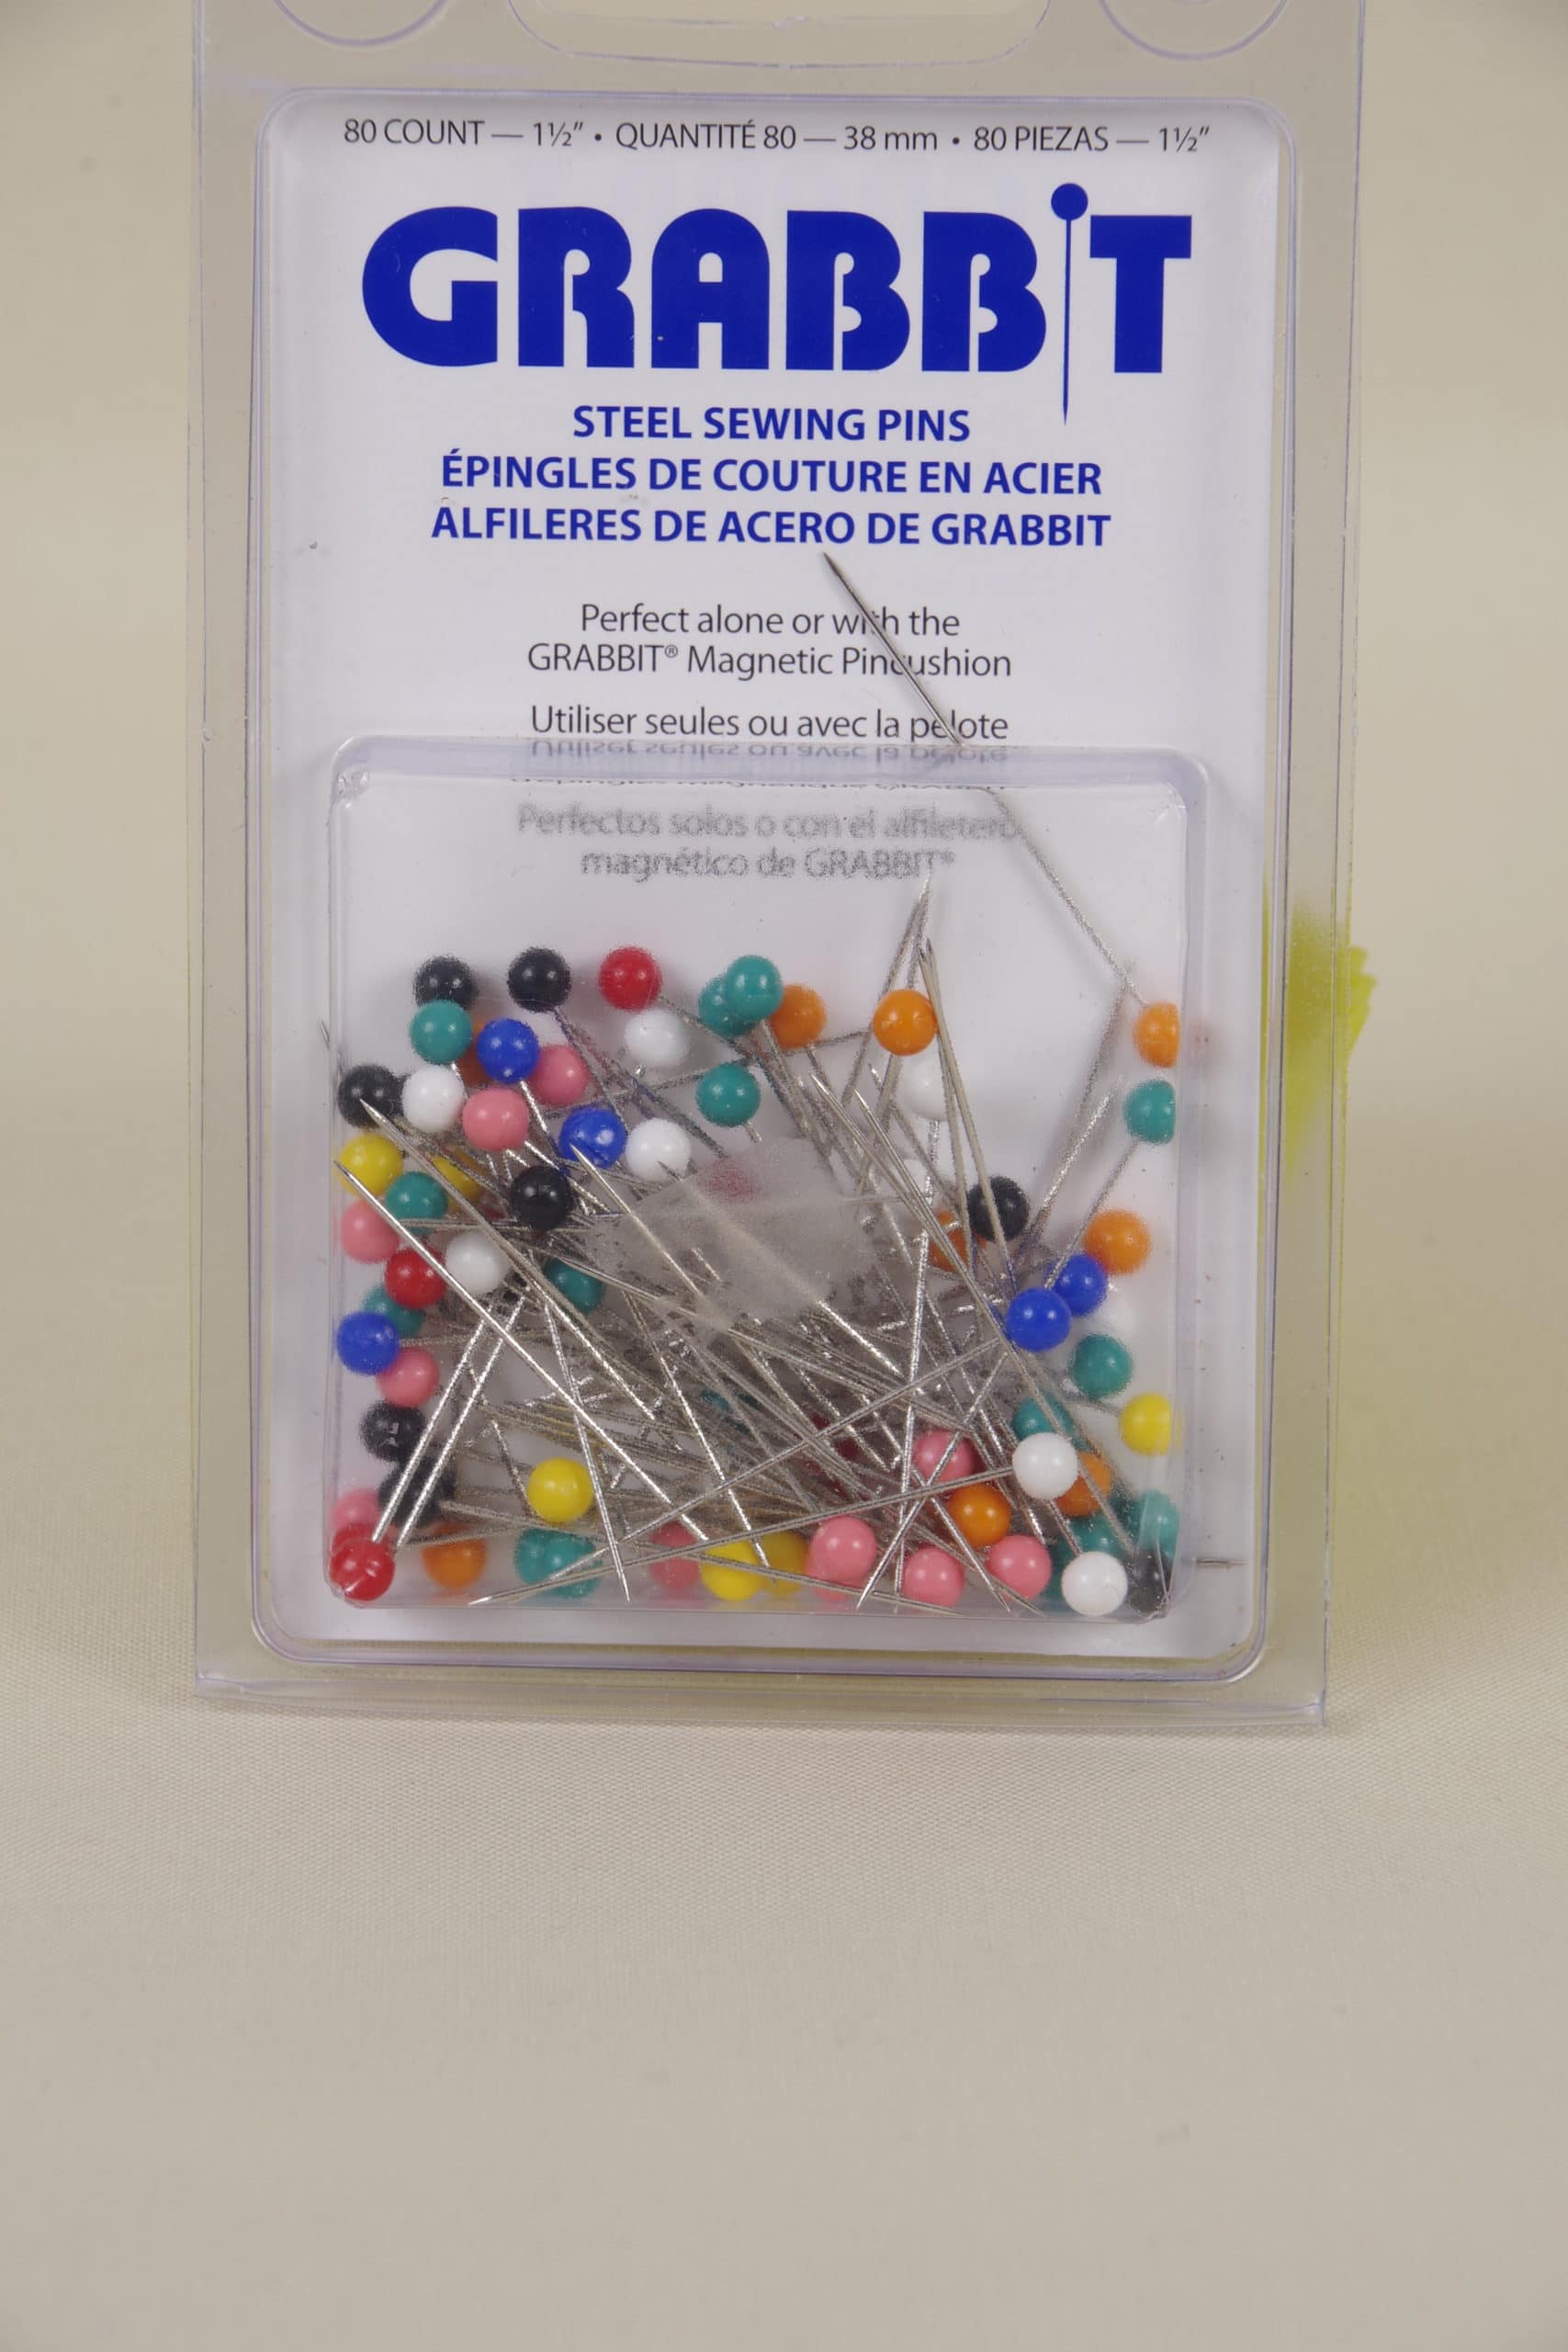 80 COUNT — 1½" • QUANTITÉ 80 — 38 mm • 80 PIEZAS — 1½"
GRABBIT
STEEL SEWING PINS
ÉPINGLES DE COUTURE EN ACIER
ALFILERES DE ACERO DE GRABBIT
Perfect alone or with the
GRABBIT® Magnetic Pincushion
Utiliser seules ou avec la pelote
Perfectos solos o con el alfiletero
magnético de GRABBIT®